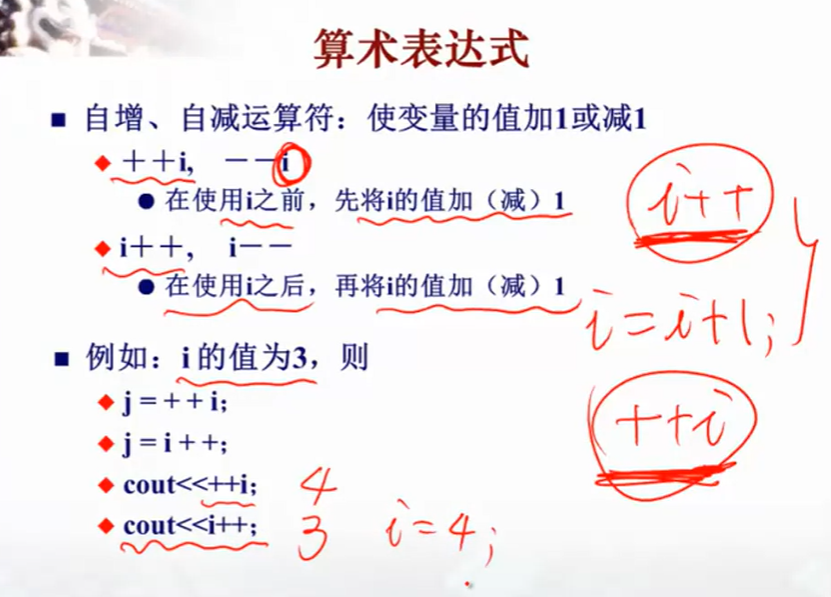 算术表达式
■ 自增、自减运算符：使变量的值加1或减1
◆ ＋＋i, －－i
● 在使用i之前，先将i的值加（减）1
i++
◆ i＋＋, i－－
● 在使用i之后，再将i的值加（减）1
i=i+1;
■ 例如：i 的值为3，则
◆ j = + + i；
++i
◆ j = i + +；
◆ cout<<++i； 4
◆ cout<<i++； 3 i=4;